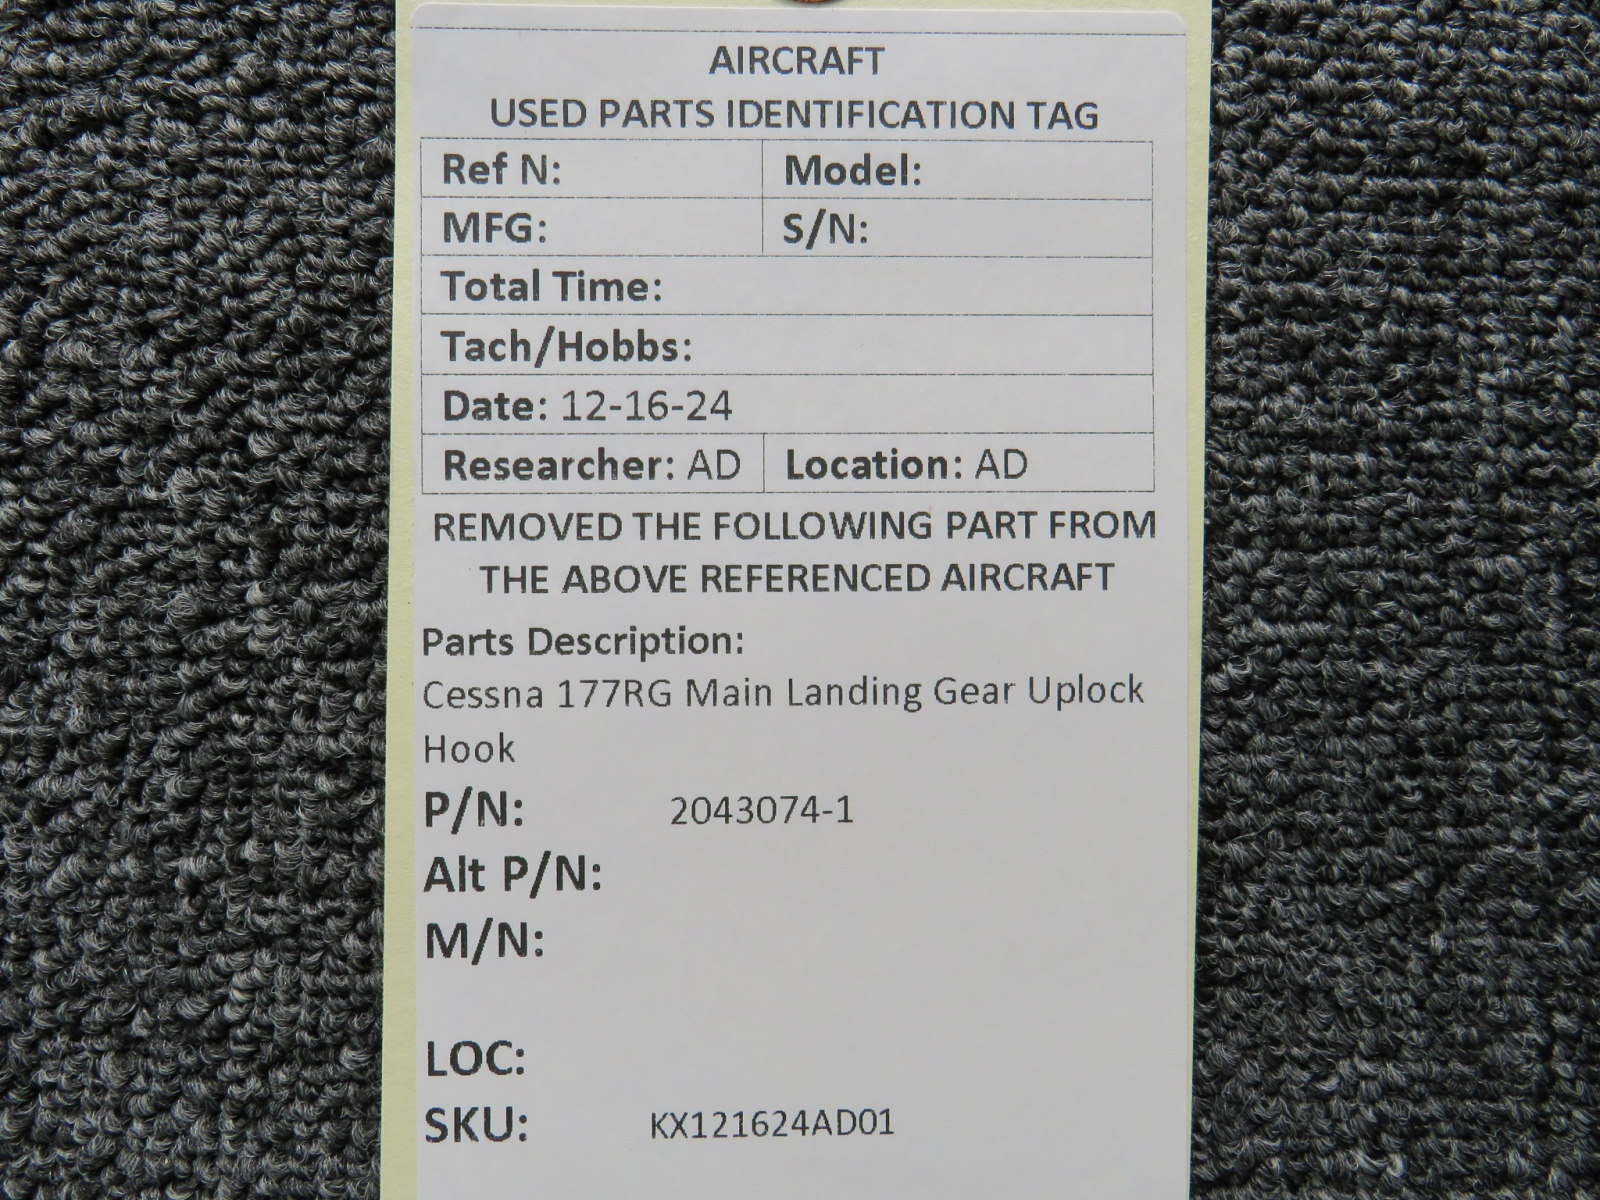 AIRCRAFT
USED PARTS IDENTIFICATION TAG
Ref N: Model:
MFG: S/N:
Total Time:
Tach/Hobbs:
Date: 12-16-24
Researcher: AD Location: AD
REMOVED THE FOLLOWING PART FROM
THE ABOVE REFERENCED AIRCRAFT
Parts Description:
Cessna 177RG Main Landing Gear Uplock
Hook
P/N: 2043074-1
Alt P/N:
M/N:
LOC:
SKU: KX121624AD01